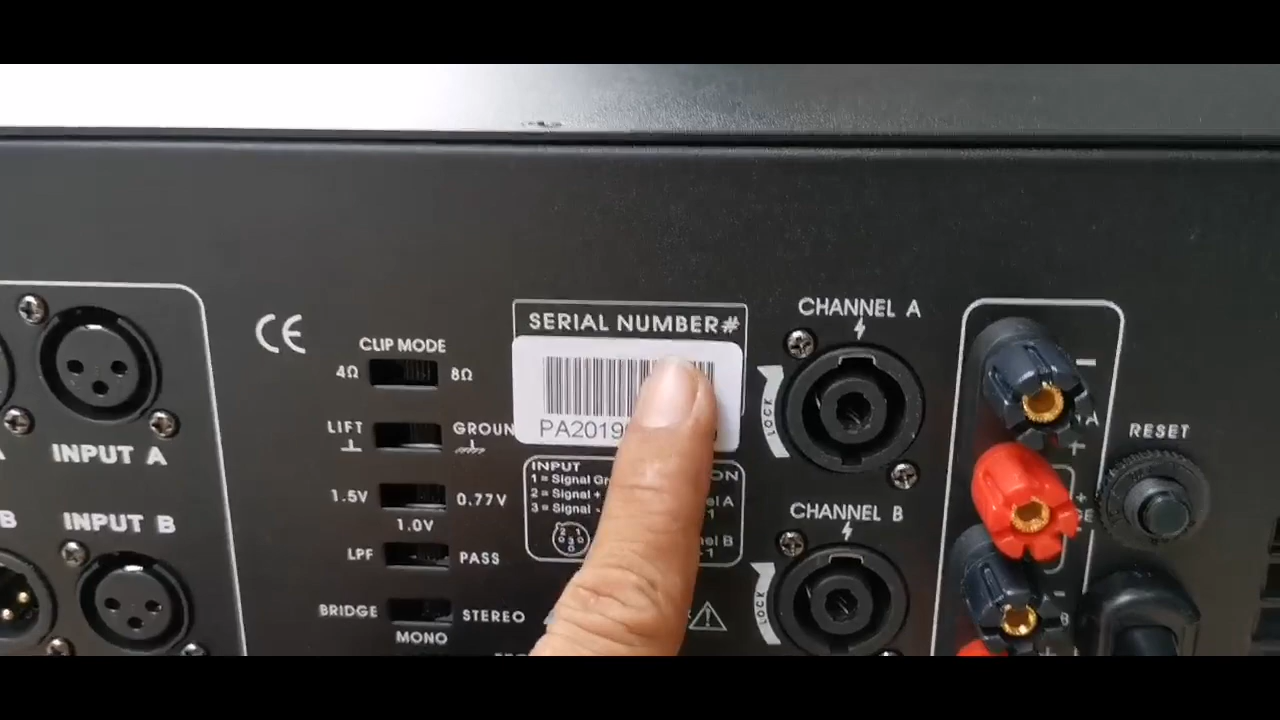 SERIAL NUMBER#
CHANNEL A
CE
CLIP MODE
4Ω 8Ω
LOCK
LIFT GROUN
PA2019
RESET
INPUT A
INPUT
1 = Signal Gr
2 = Signal +
3 = Signal -
1.5V 0.77V
1.0V
INPUT B
CHANNEL B
LPF PASS
LOCK
BRIDGE STEREO
MONO